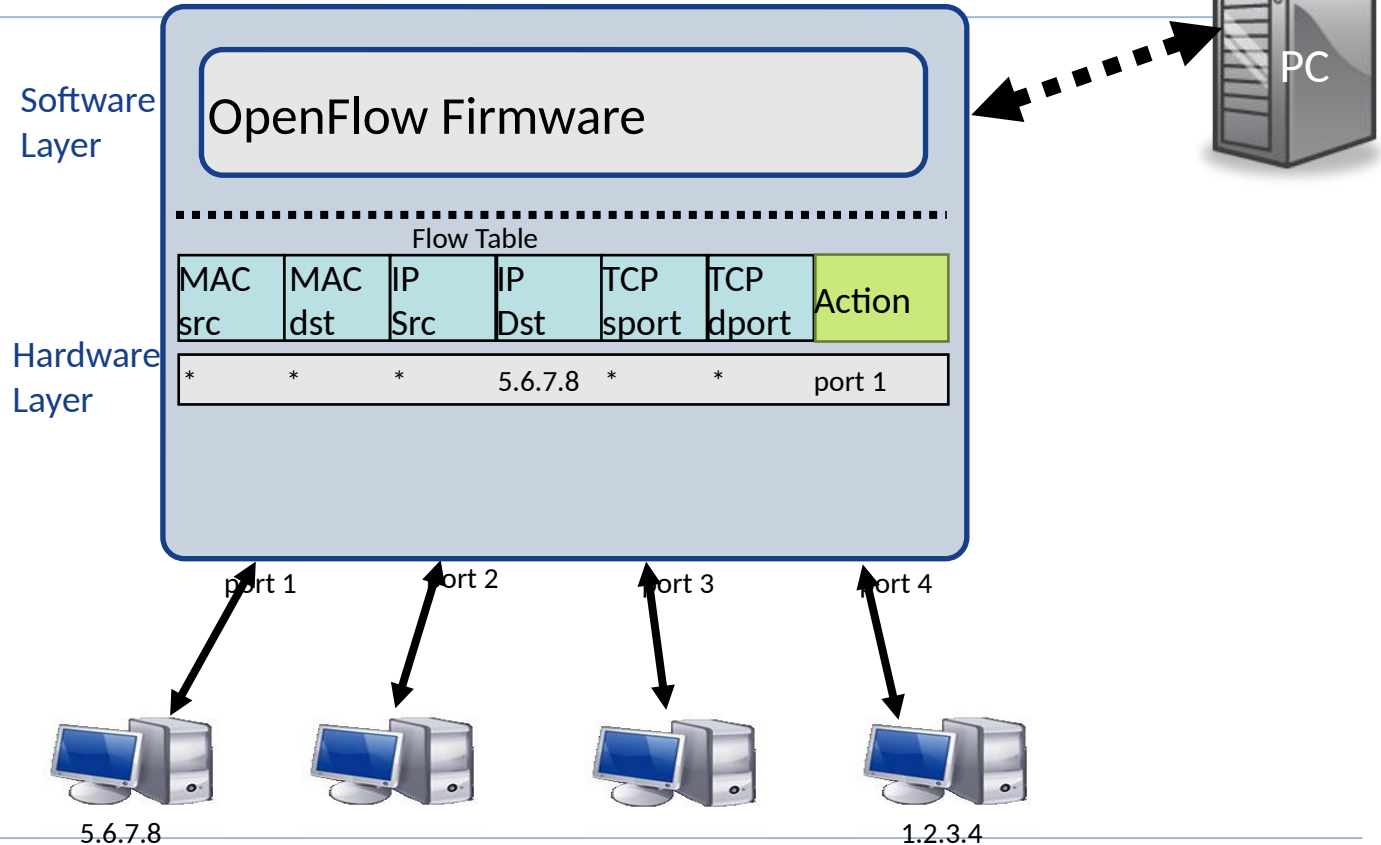 PC
Software
Layer
OpenFlow Firmware
Flow Table
MAC src MAC dst IP Src IP Dst TCP sport TCP dport Action
Hardware
Layer
* * * 5.6.7.8 * * port 1
port 1 port 2 port 3 port 4
5.6.7.8 1.2.3.4